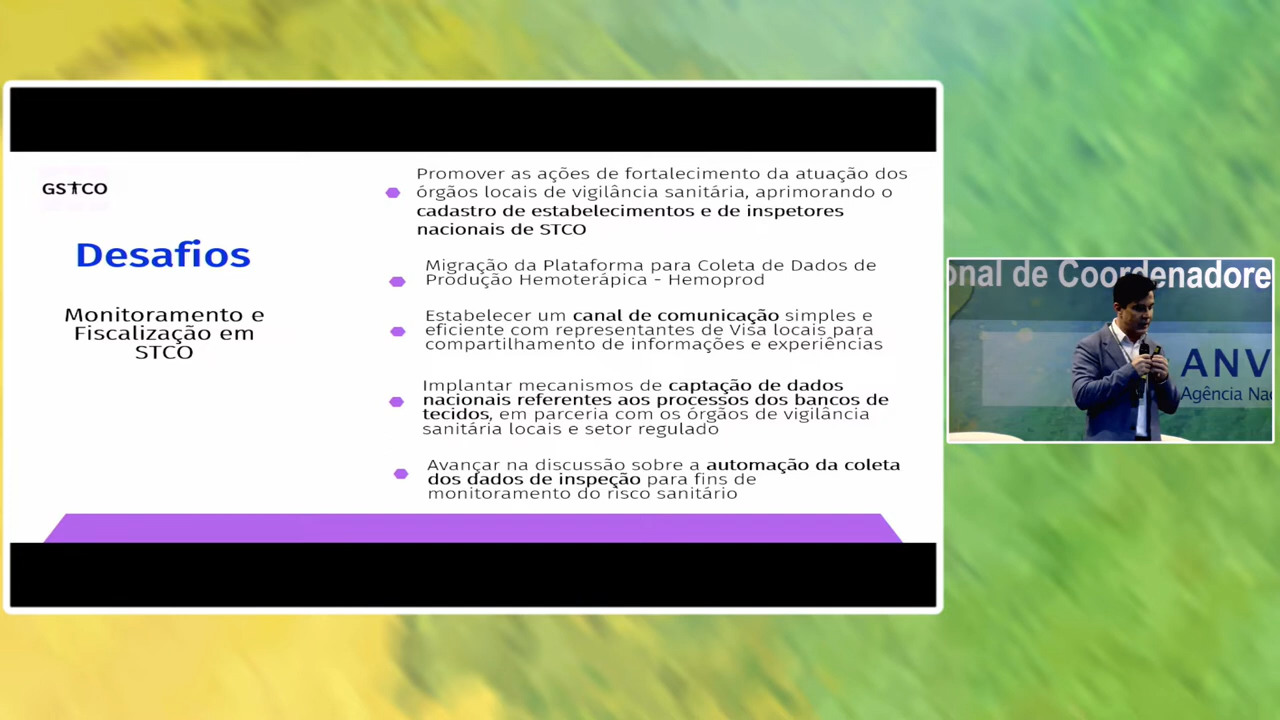 GSTCO
Desafios
Monitoramento e
Fiscalização em
STCO
Promover as ações de fortalecimento da atuação dos
órgãos locais de vigilância sanitária, aprimorando o
cadastro de estabelecimentos e de inspetores
nacionais de STCO
Migração da Plataforma para Coleta de Dados de
Produção Hemoterápica - Hemoprod
Estabelecer um canal de comunicação simples e
eficiente com representantes de Visa locais para
compartilhamento de informações e experiências
Implantar mecanismos de captação de dados
nacionais referentes aos processos dos bancos de
tecidos, em parceria com os órgãos de vigilância
sanitária locais e setor regulado
Avançar na discussão sobre a automação da coleta
dos dados de inspeção para fins de
monitoramento do risco sanitário
onal de Coordenadore
ANV
Agência Nac